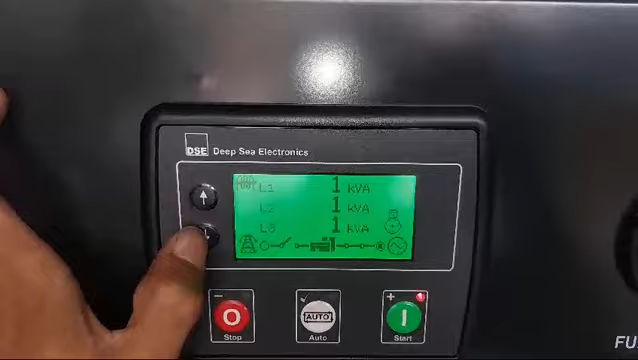 DSE Deep Sea Electronics
L1 1 kVA
L2 1 kVA
L3 1 kVA
Stop
AUTO
Auto
Start
FU